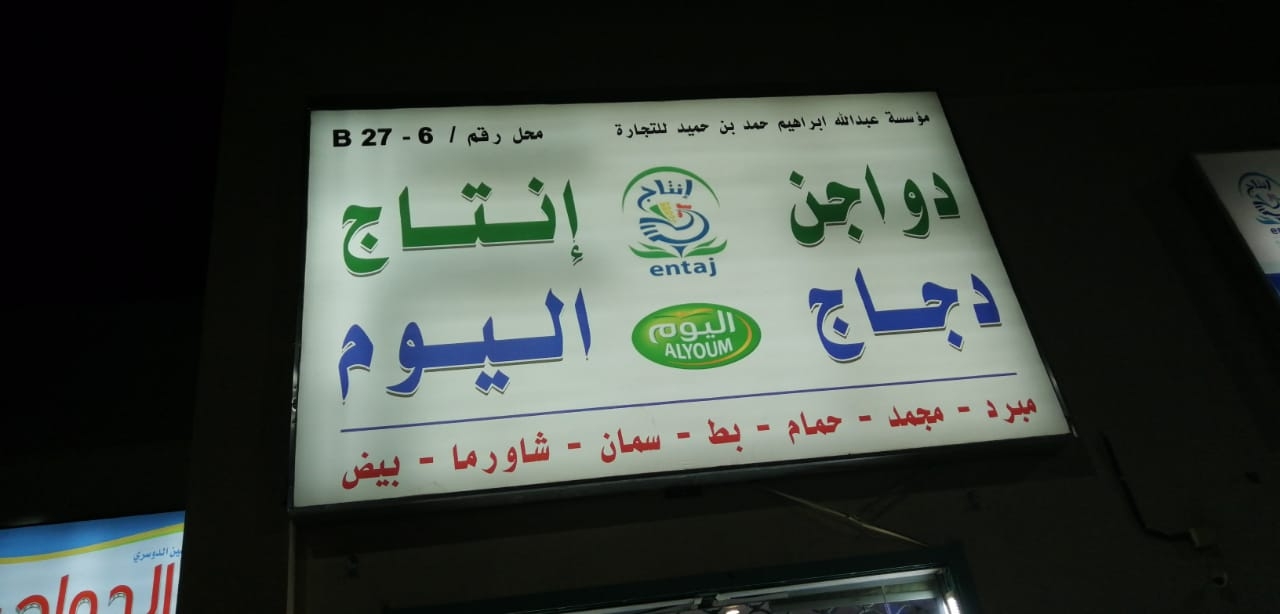 مؤسسة عبدالله ابراهيم حمد بن حميد للتجارة
محل رقم / B 27 - 6
دواجن إنتاج
إنتاج
entaj
دجاج اليوم
اليوم
ALYOUM
مبرد - مجمد - حمام - بط - سمان - شاورما - بيض
الدوسري